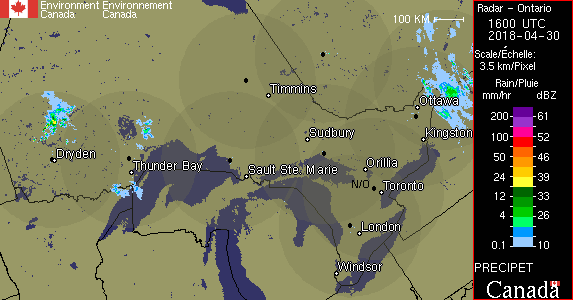 Environment Environnement
Canada Canada
100 KM
Timmins
Ottawa
Sudbury
Kingston
Dryden
Thunder Bay
Sault Ste. Marie
Orillia
N/O
Toronto
London
Windsor
Radar - Ontario
1600 UTC
2018-04-30
Scale/Échelle:
3.5 km/Pixel
Rain/Pluie
mm/hr dBZ
200 61
100 52
50 46
24 39
12 33
4 26
0.1 10
PRECIPET
Canada